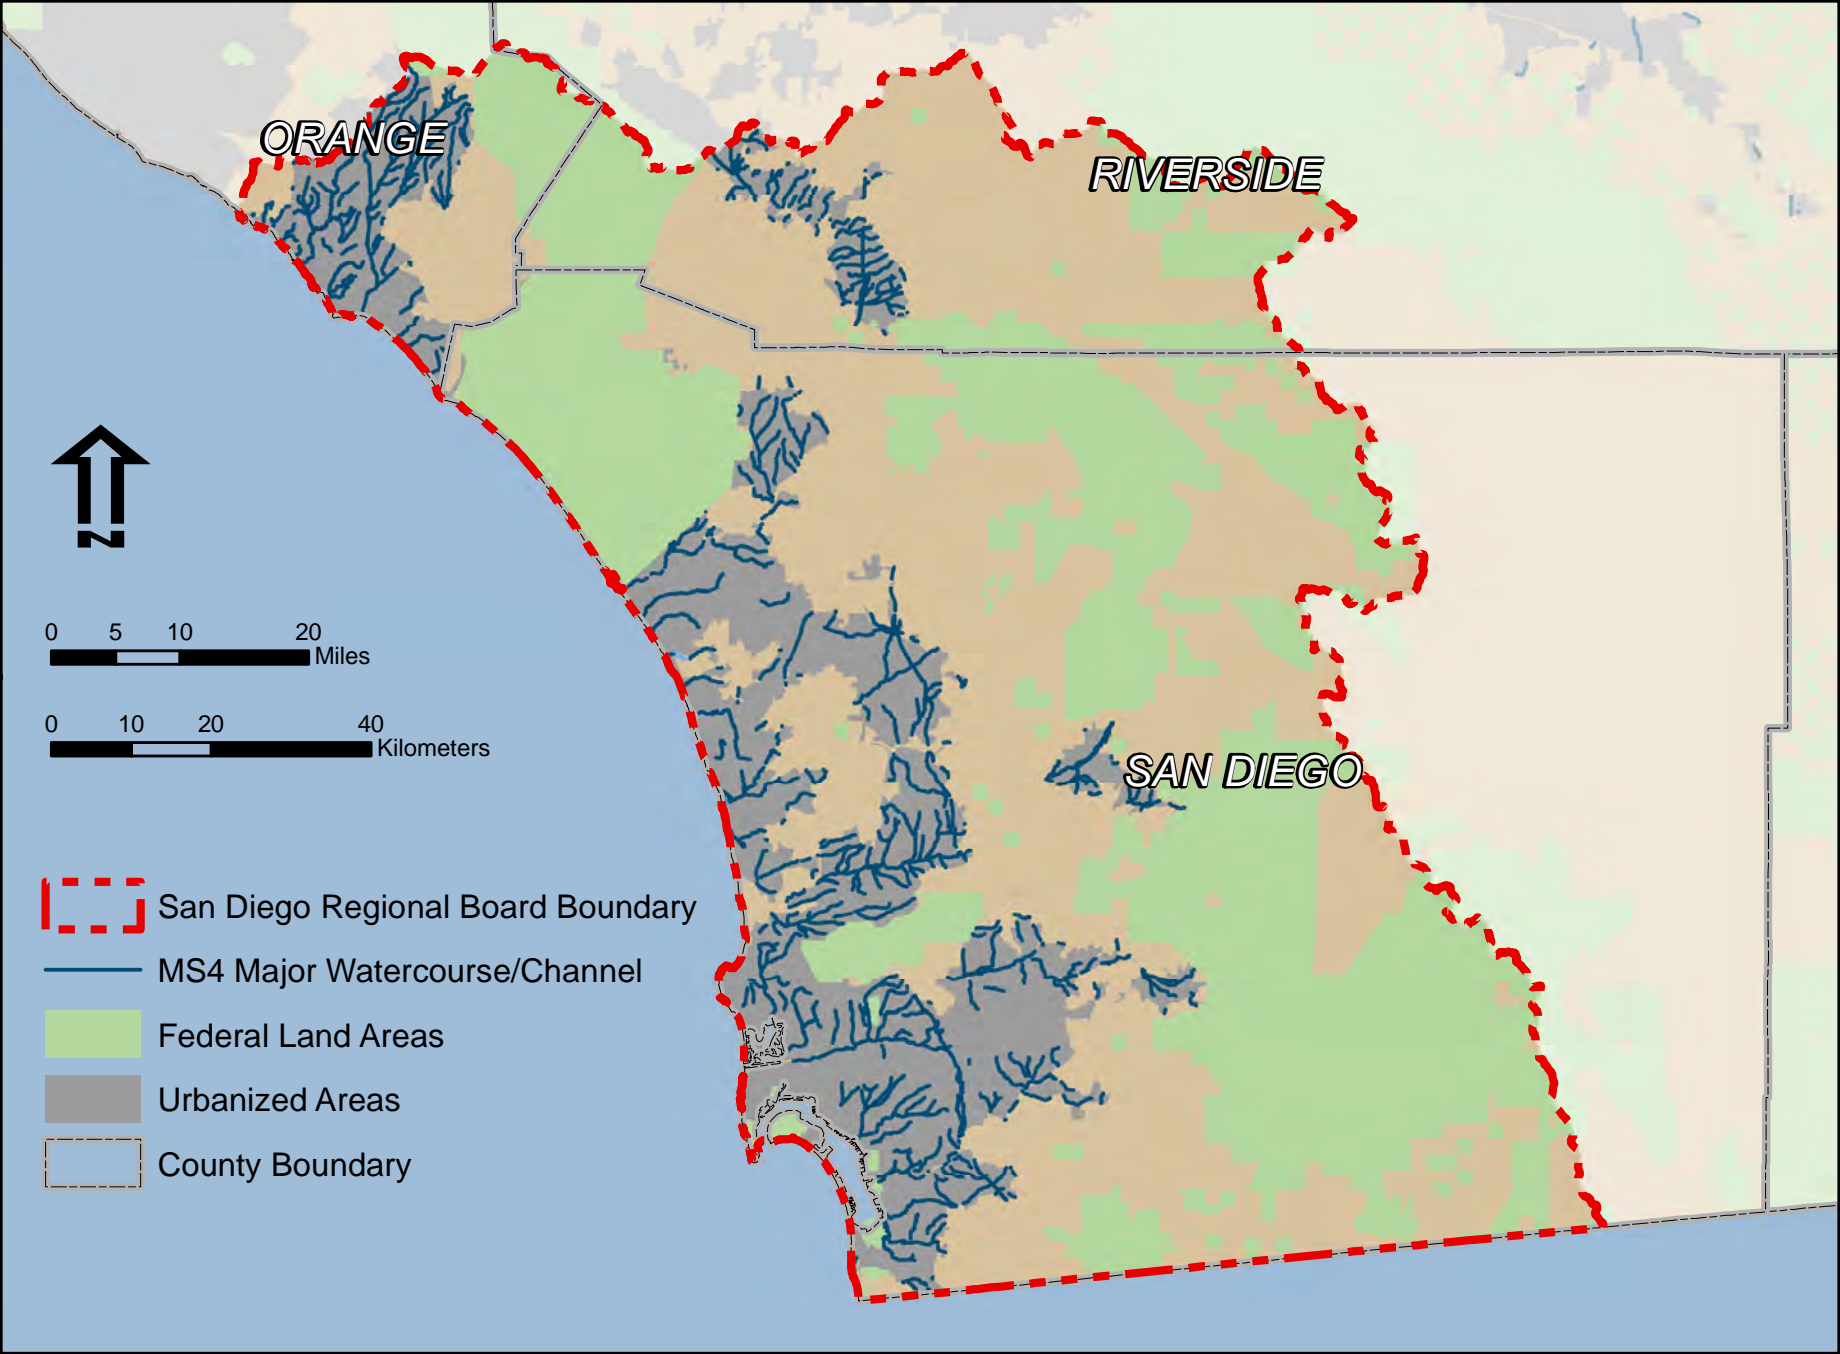 ORANGE
RIVERSIDE
N
0 5 10 20
Miles
0 10 20 40
Kilometers
SAN DIEGO
San Diego Regional Board Boundary
MS4 Major Watercourse/Channel
Federal Land Areas
Urbanized Areas
County Boundary